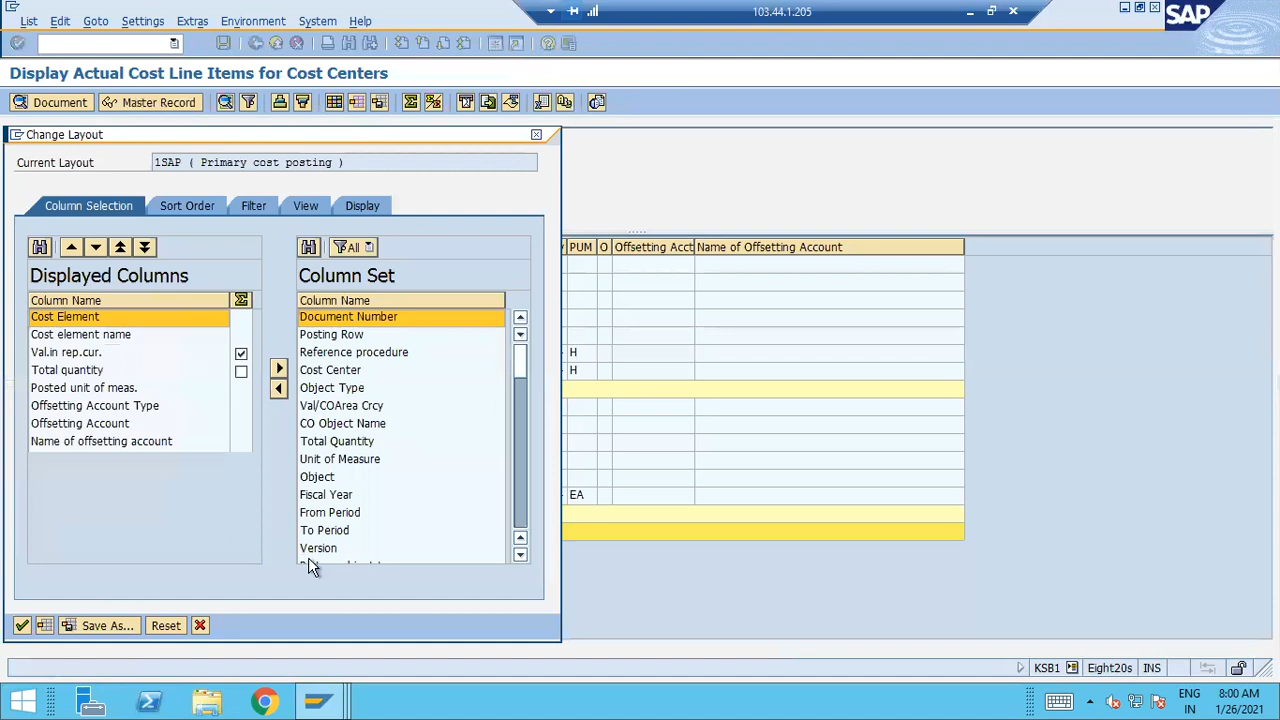 103.44.1.205
List Edit Goto Settings Extras Environment System Help
SAP
Display Actual Cost Line Items for Cost Centers
Document Master Record
Change Layout
Current Layout 1SAP ( Primary cost posting )
Column Selection Sort Order Filter View Display
All
Displayed Columns
Column Name
Cost Element
Cost element name
Val.in rep.cur.
Total quantity
Posted unit of meas.
Offsetting Account Type
Offsetting Account
Name of offsetting account
Column Set
Column Name
Document Number
Posting Row
Reference procedure
Cost Center
Object Type
Val/COArea Crcy
CO Object Name
Total Quantity
Unit of Measure
Object
Fiscal Year
From Period
To Period
Version
PUM O Offsetting Acct Name of Offsetting Account
H
H
EA
Save As... Reset
KSB1 Eight20s INS
ENG
IN
8:00 AM
1/26/2021